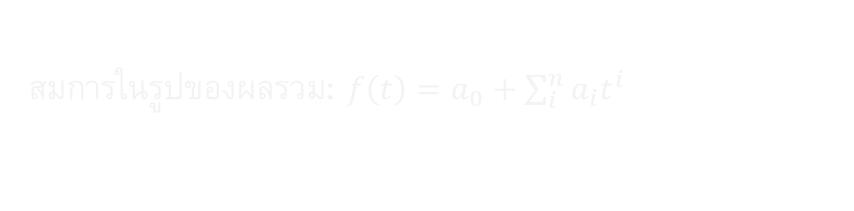 สมการในรูปของผลรวม: $f(t) = a_0 + \sum_i^n a_i t^i$